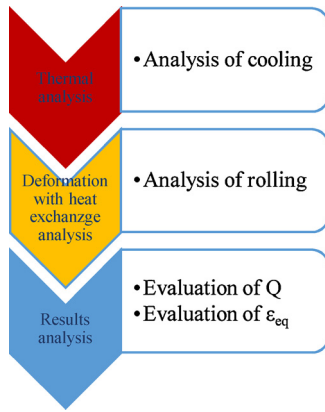 Thermal
analysis
• Analysis of cooling
Deformation
with heat
exchanzge
analysis
• Analysis of rolling
Results
analysis
• Evaluation of Q
• Evaluation of ε_eq